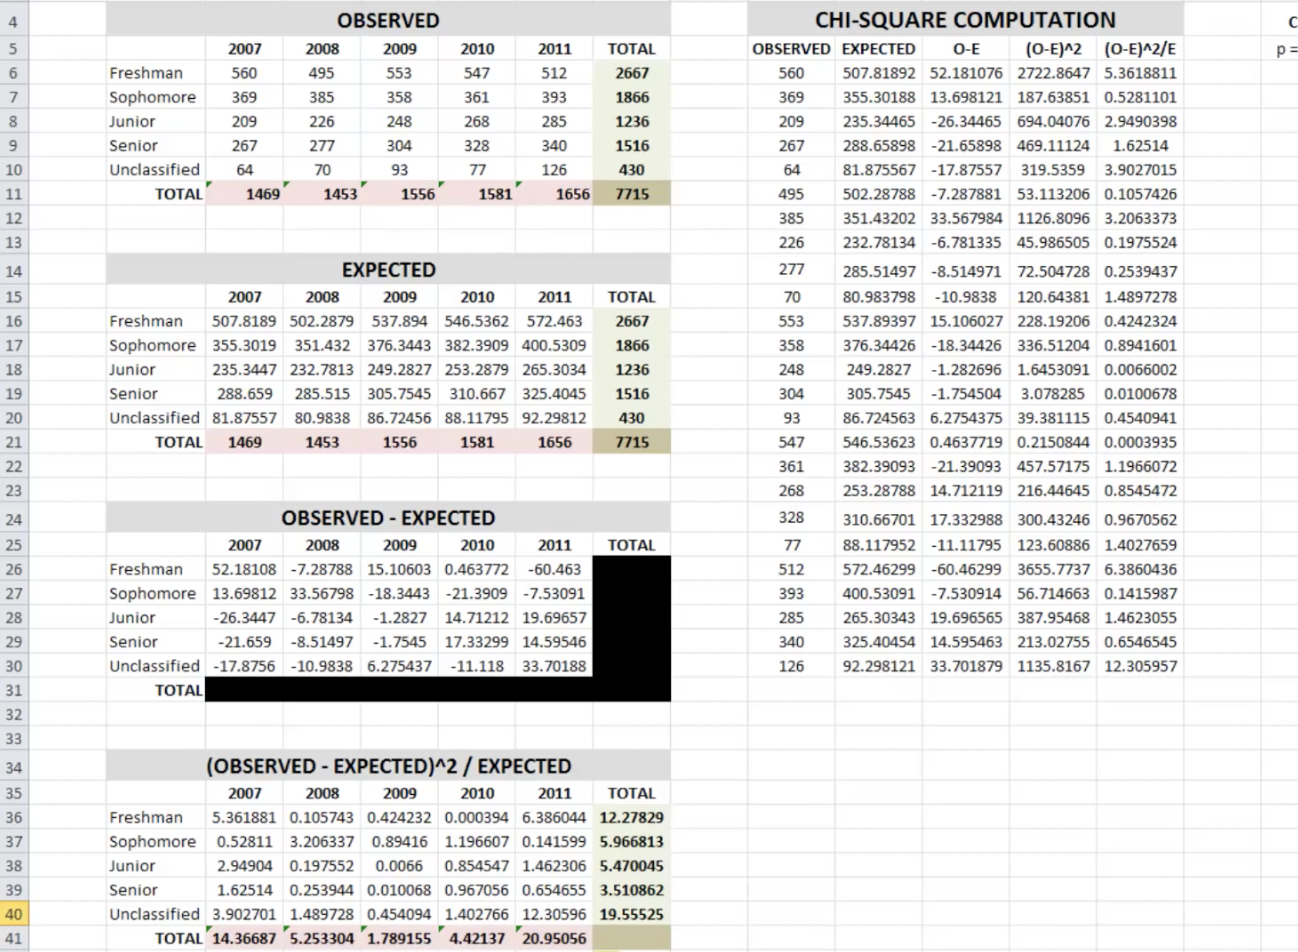 4 OBSERVED CHI-SQUARE COMPUTATION C
5 2007 2008 2009 2010 2011 TOTAL OBSERVED EXPECTED O-E (O-E)^2 (O-E)^2/E p =
6 Freshman 560 495 553 547 512 2667 560 507.81892 52.181076 2722.8647 5.3618811
7 Sophomore 369 385 358 361 393 1866 369 355.30188 13.698121 187.63851 0.5281101
8 Junior 209 226 248 268 285 1236 209 235.34465 -26.34465 694.04076 2.9490398
9 Senior 267 277 304 328 340 1516 267 288.65898 -21.65898 469.11124 1.62514
10 Unclassified 64 70 93 77 126 430 64 81.875567 -17.87557 319.5359 3.9027015
11 TOTAL 1469 1453 1556 1581 1656 7715 495 502.28788 -7.287881 53.113206 0.1057426
12 385 351.43202 33.567984 1126.8096 3.2063373
13 226 232.78134 -6.781335 45.986505 0.1975524
14 EXPECTED 277 285.51497 -8.514971 72.504728 0.2539437
15 2007 2008 2009 2010 2011 TOTAL 70 80.983798 -10.9838 120.64381 1.4897278
16 Freshman 507.8189 502.2879 537.894 546.5362 572.463 2667 553 537.89397 15.106027 228.19206 0.4242324
17 Sophomore 355.3019 351.432 376.3443 382.3909 400.5309 1866 358 376.34426 -18.34426 336.51204 0.8941601
18 Junior 235.3447 232.7813 249.2827 253.2879 265.3034 1236 248 249.2827 -1.282696 1.6453091 0.0066002
19 Senior 288.659 285.515 305.7545 310.667 325.4045 1516 304 305.7545 -1.754504 3.078285 0.0100678
20 Unclassified 81.87557 80.9838 86.72456 88.11795 92.29812 430 93 86.724563 6.2754375 39.381115 0.4540941
21 TOTAL 1469 1453 1556 1581 1656 7715 547 546.53623 0.4637719 0.2150844 0.0003935
22 361 382.39093 -21.39093 457.57175 1.1966072
23 268 253.28788 14.712119 216.44645 0.8545472
24 OBSERVED - EXPECTED 328 310.66701 17.332988 300.43246 0.9670562
25 2007 2008 2009 2010 2011 TOTAL 77 88.117952 -11.11795 123.60886 1.4027659
26 Freshman 52.18108 -7.28788 15.10603 0.463772 -60.463 512 572.46299 -60.46299 3655.7737 6.3860436
27 Sophomore 13.69812 33.56798 -18.3443 -21.3909 -7.53091 393 400.53091 -7.530914 56.714663 0.1415987
28 Junior -26.3447 -6.78134 -1.2827 14.71212 19.69657 285 265.30343 19.696565 387.95468 1.4623055
29 Senior -21.659 -8.51497 -1.7545 17.33299 14.59546 340 325.40454 14.595463 213.02755 0.6546545
30 Unclassified -17.8756 -10.9838 6.275437 -11.118 33.70188 126 92.298121 33.701879 1135.8167 12.305957
31 TOTAL
32
33
34 (OBSERVED - EXPECTED)^2 / EXPECTED
35 2007 2008 2009 2010 2011 TOTAL
36 Freshman 5.361881 0.105743 0.424232 0.000394 6.386044 12.27829
37 Sophomore 0.52811 3.206337 0.89416 1.196607 0.141599 5.966813
38 Junior 2.94904 0.197552 0.0066 0.854547 1.462306 5.470045
39 Senior 1.62514 0.253944 0.010068 0.967056 0.654655 3.510862
40 Unclassified 3.902701 1.489728 0.454094 1.402766 12.30596 19.55525
41 TOTAL 14.36687 5.253304 1.789155 4.42137 20.95056